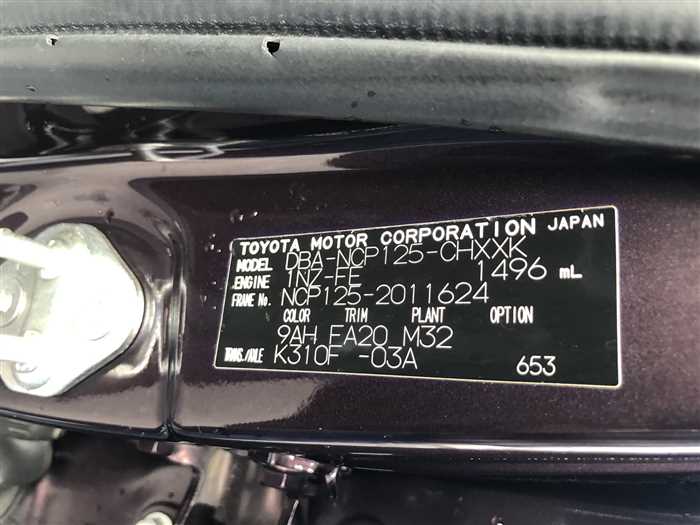 TOYOTA MOTOR CORPORATION JAPAN
MODEL DBA-NCP125-CHXXK
ENGINE 1NZ-FE 1496 mL
FRAME No. NCP125-2011624
COLOR TRIM PLANT OPTION
9AH FA20 M32
TRANS./AXLE K310F -03A 653